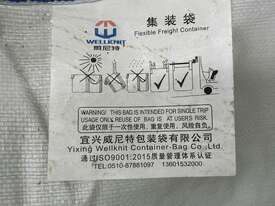 集装袋
Flexible Freight Container
WELLKNIT
威尼特
WARNING! THIS BAG IS INTENDED FOR SINGLE TRIP
USAGE ONLY.REUSE OF BAG IS AT OWN RISK
此袋仅限于一次性使用，重复使用，风险自负。
宜兴威尼特包装袋有限公司
Yixing Wellknit Container-Bag Co.,Ltd
通过ISO9001:2015质量管理体系认证
TEL:0510-87881097 13601532000